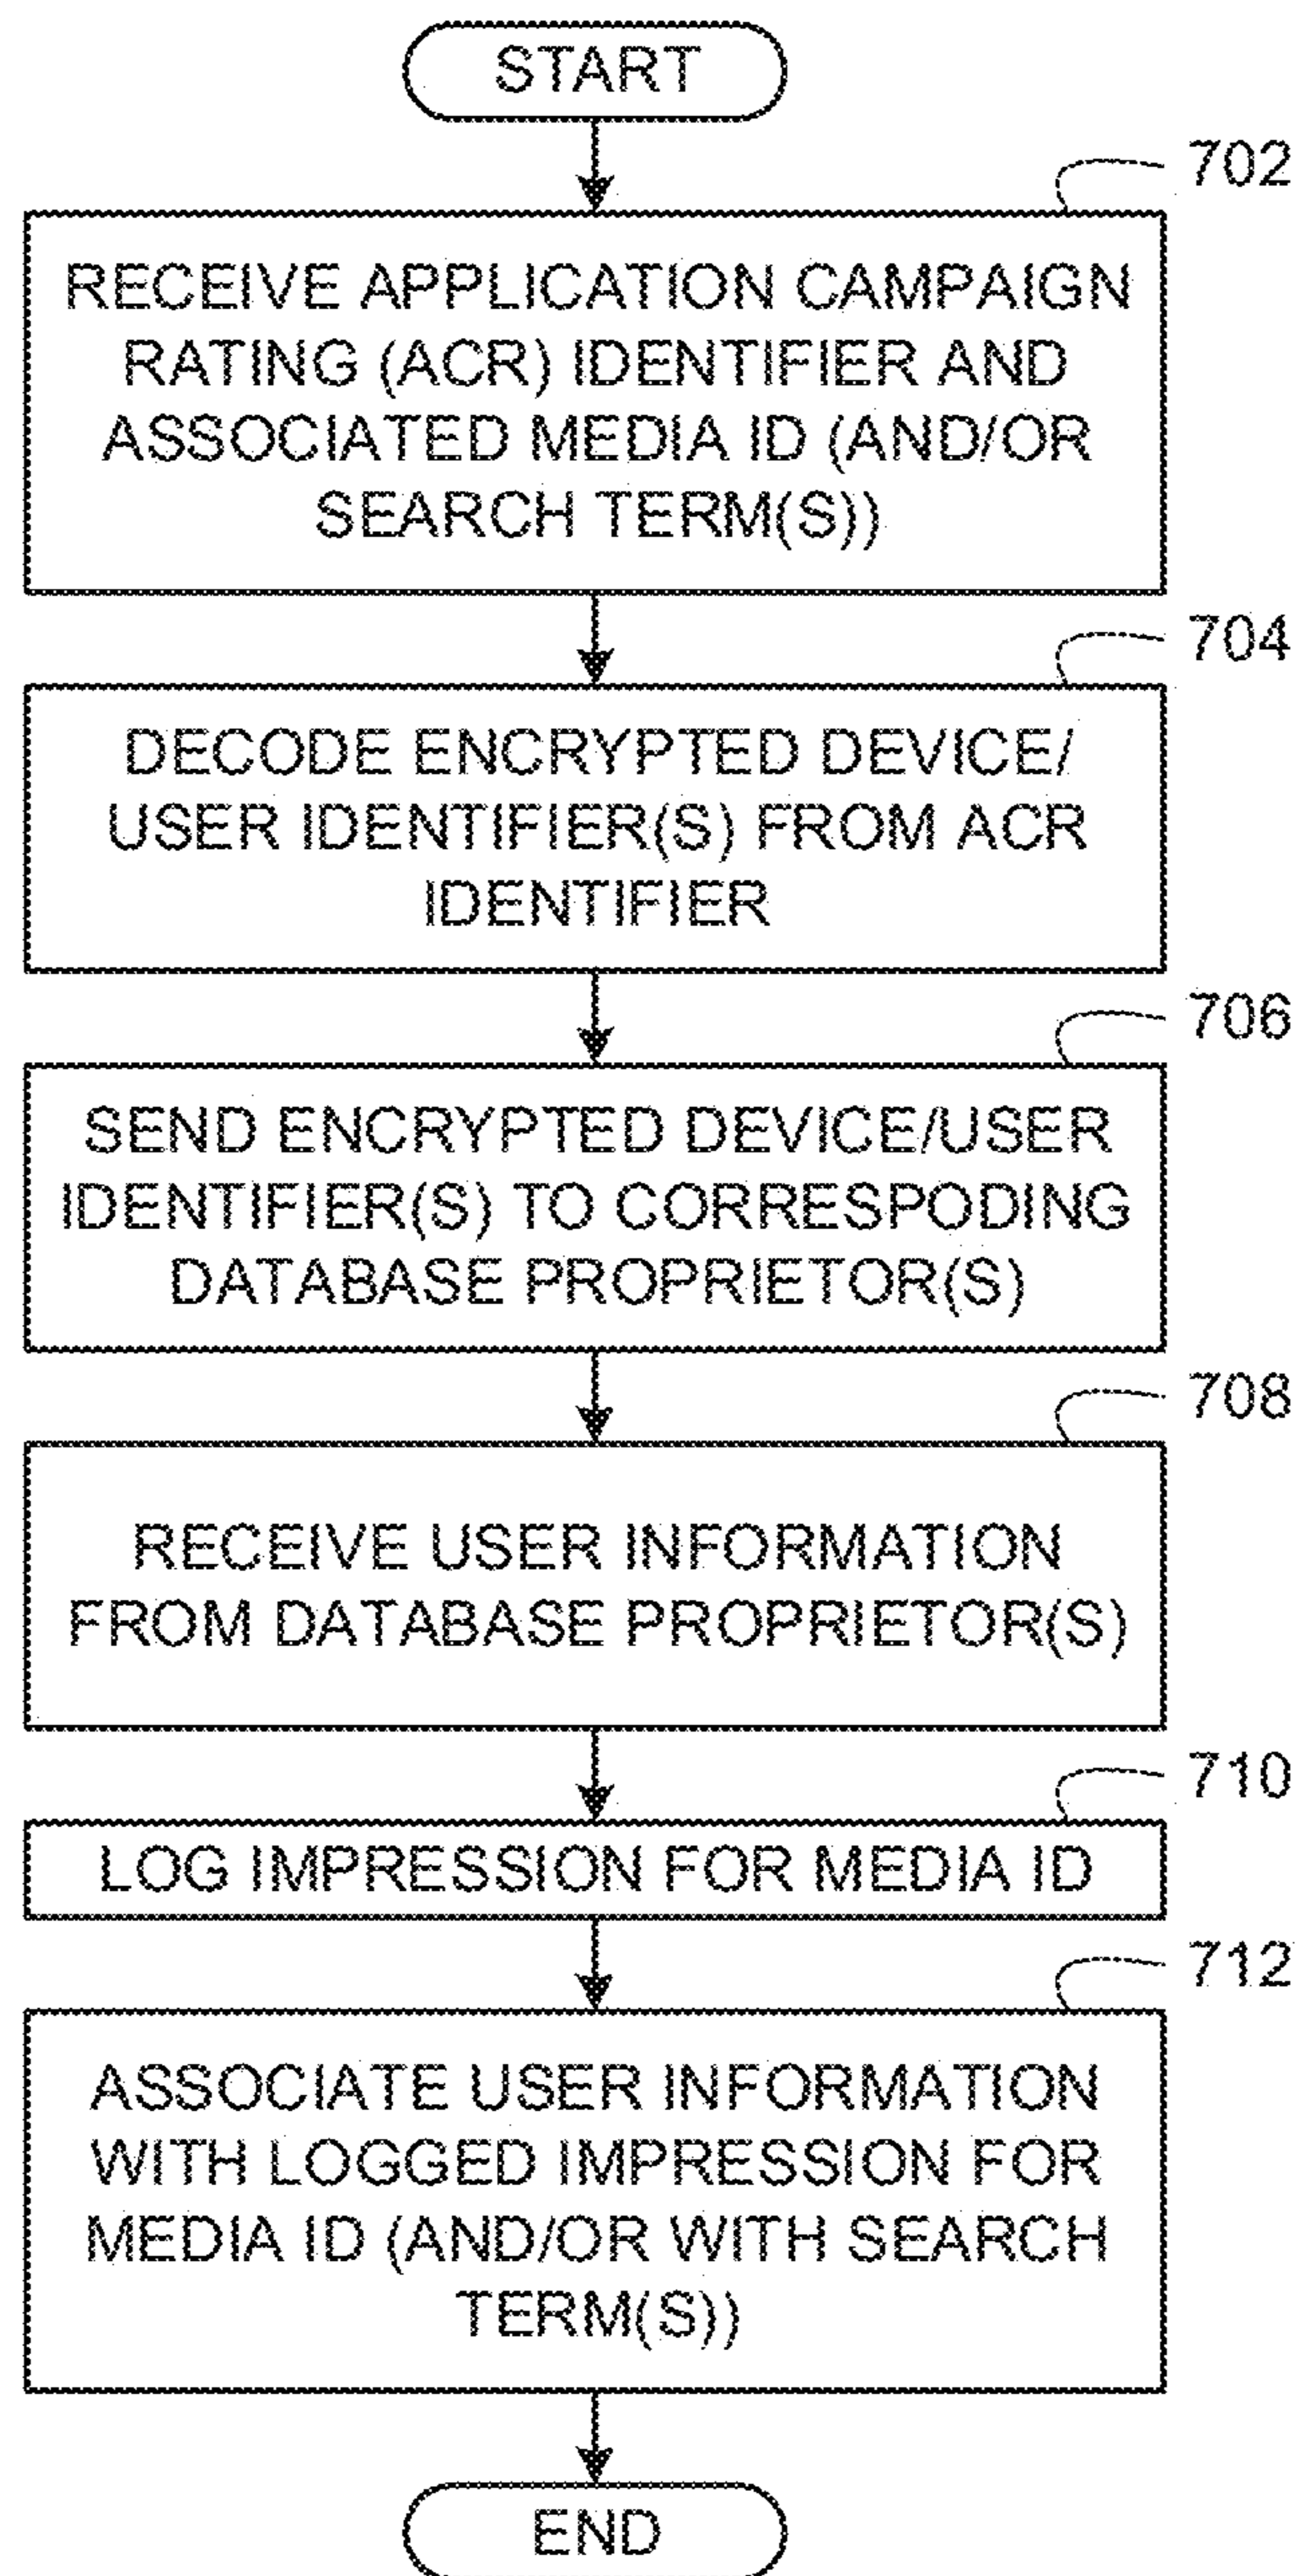 START
702
RECEIVE APPLICATION CAMPAIGN
RATING (ACR) IDENTIFIER AND
ASSOCIATED MEDIA ID (AND/OR
SEARCH TERM(S))
704
DECODE ENCRYPTED DEVICE/
USER IDENTIFIER(S) FROM ACR
IDENTIFIER
706
SEND ENCRYPTED DEVICE/USER
IDENTIFIER(S) TO CORRESPODING
DATABASE PROPRIETOR(S)
708
RECEIVE USER INFORMATION
FROM DATABASE PROPRIETOR(S)
710
LOG IMPRESSION FOR MEDIA ID
712
ASSOCIATE USER INFORMATION
WITH LOGGED IMPRESSION FOR
MEDIA ID (AND/OR WITH SEARCH
TERM(S))
END